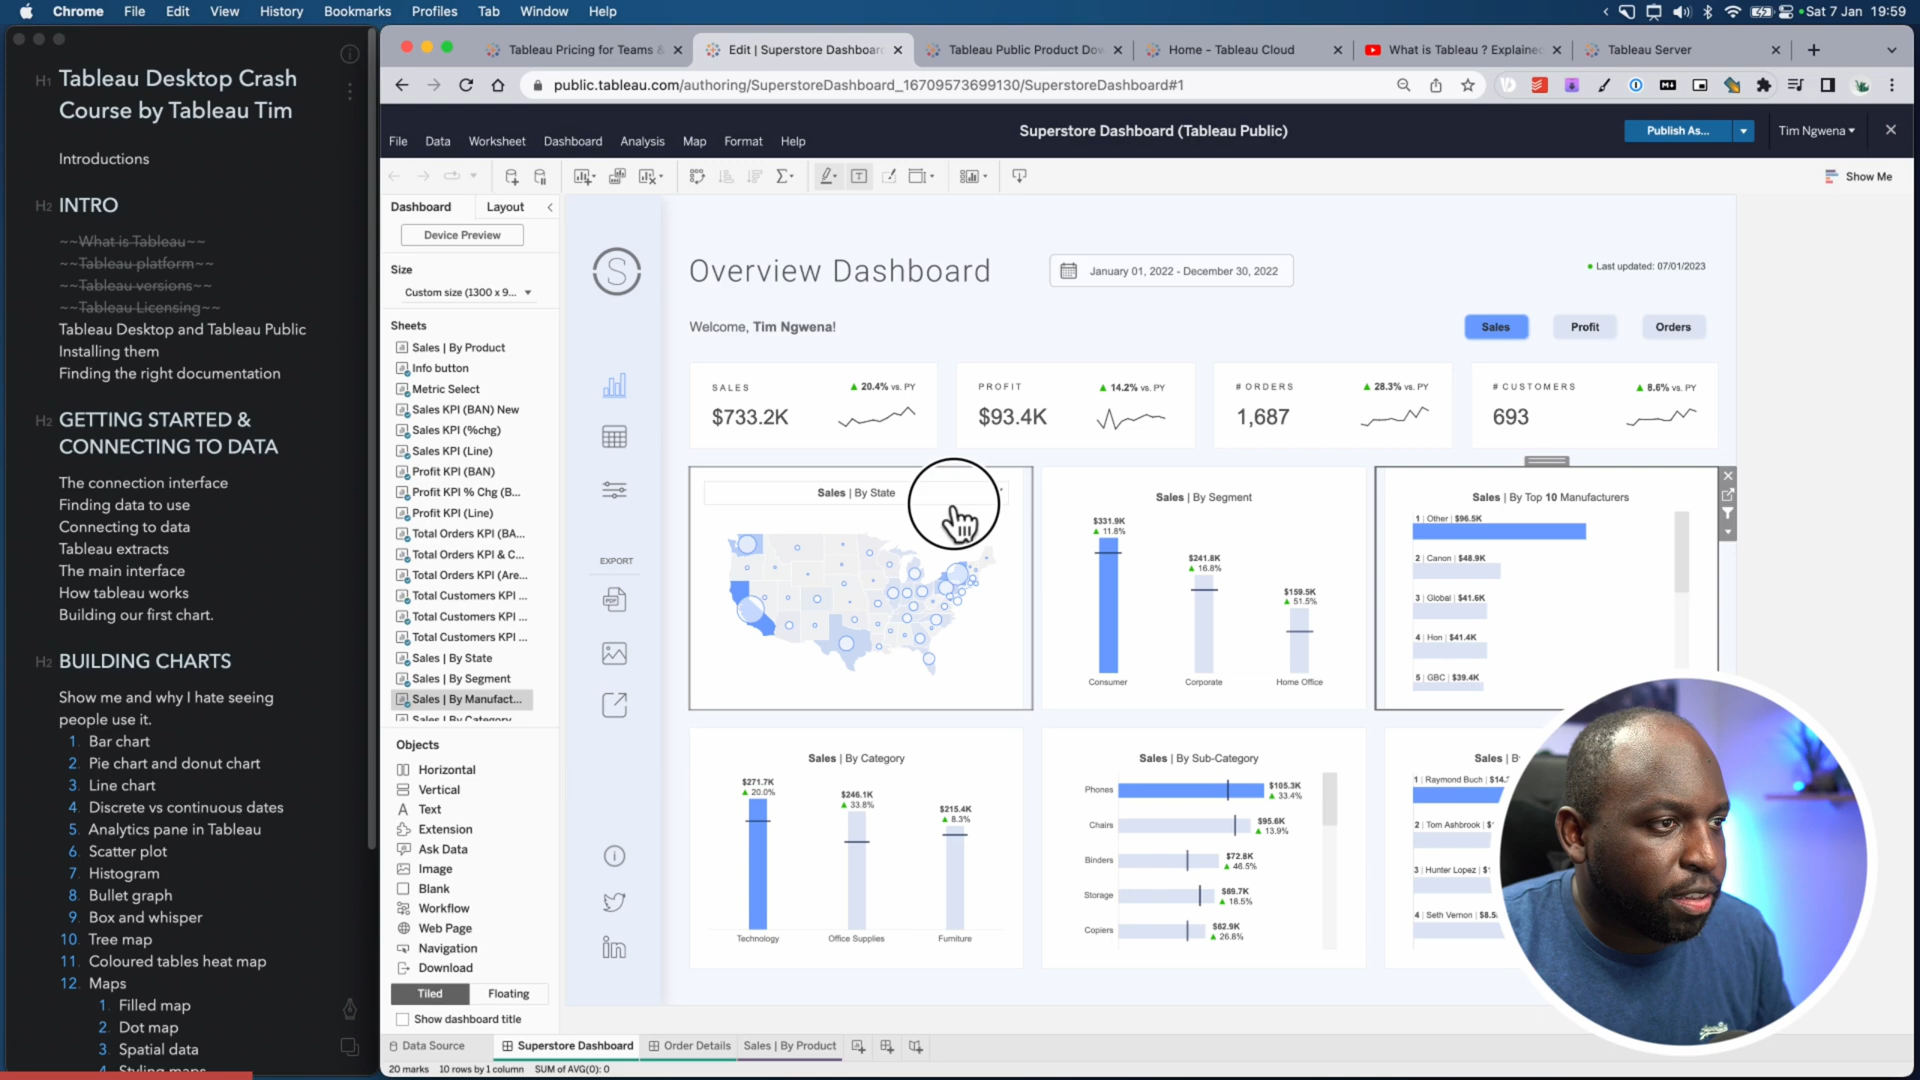 Chrome File Edit View History Bookmarks Profiles Tab Window Help
Sat 7 Jan 19:59
H1 Tableau Desktop Crash
Course by Tableau Tim
Introductions
H2 INTRO
~~What is Tableau~~
~~Tableau platform~~
~~Tableau versions~~
~~Tableau Licensing~~
Tableau Desktop and Tableau Public
Installing them
Finding the right documentation
H2 GETTING STARTED &
CONNECTING TO DATA
The connection interface
Finding data to use
Connecting to data
Tableau extracts
The main interface
How tableau works
Building our first chart.
H2 BUILDING CHARTS
Show me and why I hate seeing
people use it.
1. Bar chart
2. Pie chart and donut chart
3. Line chart
4. Discrete vs continuous dates
5. Analytics pane in Tableau
6. Scatter plot
7. Histogram
8. Bullet graph
9. Box and whisper
10. Tree map
11. Coloured tables heat map
12. Maps
1. Filled map
2. Dot map
3. Spatial data
4. Styling maps
Tableau Pricing for Teams &
Edit | Superstore Dashboard
Tableau Public Product Do
Home - Tableau Cloud
What is Tableau ? Explaine
Tableau Server
public.tableau.com/authoring/SuperstoreDashboard_16709573699130/SuperstoreDashboard#1
Superstore Dashboard (Tableau Public)
Publish As...
Tim Ngwena
File Data Worksheet Dashboard Analysis Map Format Help
Show Me
Dashboard Layout
Device Preview
Size
Custom size (1300 x 9...
Sheets
Sales | By Product
Info button
Metric Select
Sales KPI (BAN) New
Sales KPI (%chg)
Sales KPI (Line)
Profit KPI (BAN)
Profit KPI % Chg (B...
Profit KPI (Line)
Total Orders KPI (BA...
Total Orders KPI & C...
Total Orders KPI (Are...
Total Customers KPI ...
Total Customers KPI ...
Total Customers KPI ...
Sales | By State
Sales | By Segment
Sales | By Manufact...
Sales | By Category
Objects
Horizontal
Vertical
Text
Extension
Ask Data
Image
Blank
Workflow
Web Page
Navigation
Download
Tiled Floating
Show dashboard title
S
EXPORT
PDF
Overview Dashboard
January 01, 2022 - December 30, 2022
Last updated: 07/01/2023
Welcome, Tim Ngwena!
Sales Profit Orders
SALES
▲ 20.4% vs. PY
$733.2K
PROFIT
▲ 14.2% vs. PY
$93.4K
# ORDERS
▲ 28.3% vs. PY
1,687
# CUSTOMERS
▲ 8.6% vs. PY
693
Sales | By State
Sales | By Segment
$331.9K
▲ 11.8%
$241.8K
▲ 16.8%
$159.5K
▲ 51.5%
Consumer Corporate Home Office
Sales | By Top 10 Manufacturers
1 | Other | $96.5K
2 | Canon | $48.9K
3 | Global | $41.6K
4 | Hon | $41.4K
5 | GBC | $39.4K
Sales | By Category
$271.7K
▲ 20.0%
$246.1K
▲ 33.8%
$215.4K
▲ 8.3%
Technology Office Supplies Furniture
Sales | By Sub-Category
Phones $105.3K
▲ 33.4%
Chairs $95.6K
▲ 13.9%
Binders $72.8K
▲ 46.5%
Storage $69.7K
▲ 18.5%
Copiers $62.9K
▲ 26.8%
Sales | B
1 | Raymond Buch | $14.
2 | Tom Ashbrook | $
3 | Hunter Lopez | $1
4 | Seth Vernon | $8.5
Data Source Superstore Dashboard Order Details Sales | By Product
20 marks 10 rows by 1 column SUM of AVG(0): 0